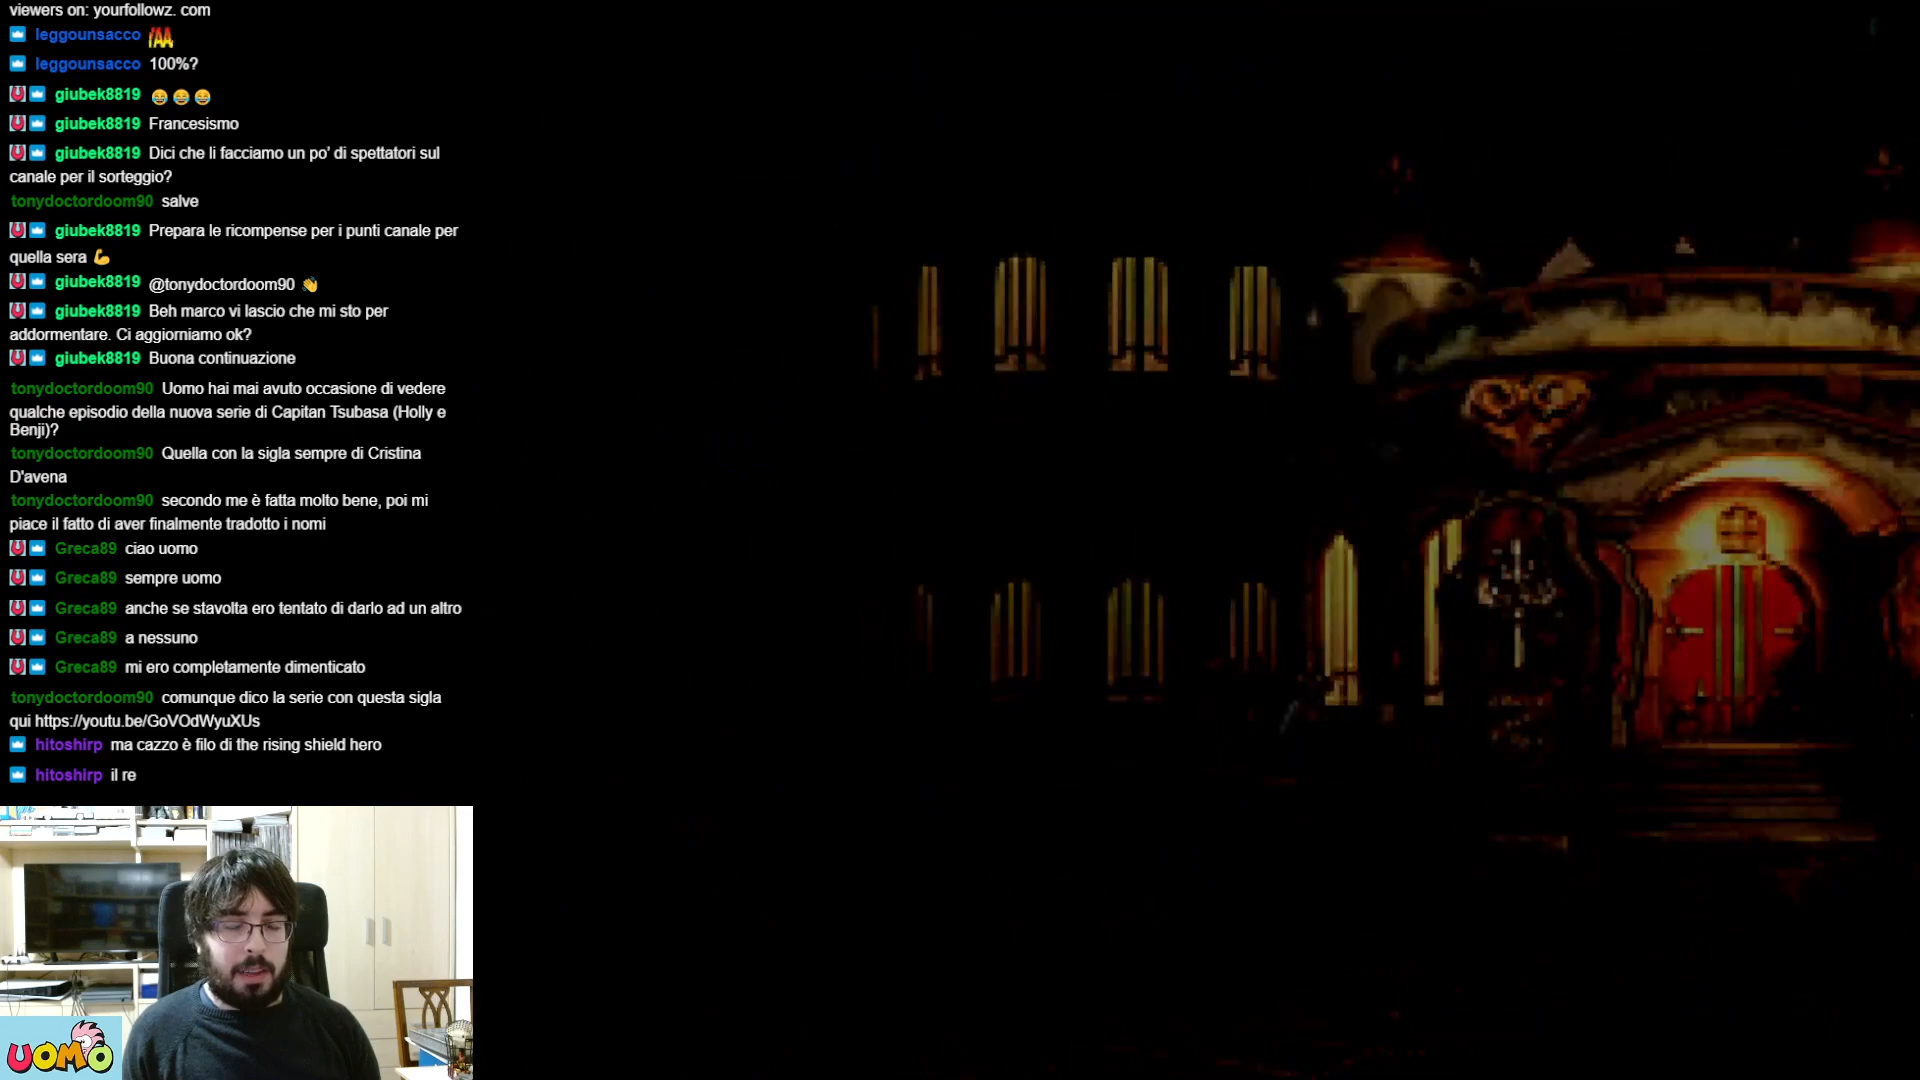 viewers on: yourfollowz. com
leggounsacco
leggounsacco 100%?
giubek8819 😂 😂 😂
giubek8819 Francesismo
giubek8819 Dici che li facciamo un po' di spettatori sul
canale per il sorteggio?
tonydoctordoom90 salve
giubek8819 Prepara le ricompense per i punti canale per
quella sera 💪
giubek8819 @tonydoctordoom90 👋
giubek8819 Beh marco vi lascio che mi sto per
addormentare. Ci aggiorniamo ok?
giubek8819 Buona continuazione
tonydoctordoom90 Uomo hai mai avuto occasione di vedere
qualche episodio della nuova serie di Capitan Tsubasa (Holly e
Benji)?
tonydoctordoom90 Quella con la sigla sempre di Cristina
D'avena
tonydoctordoom90 secondo me è fatta molto bene, poi mi
piace il fatto di aver finalmente tradotto i nomi
Greca89 ciao uomo
Greca89 sempre uomo
Greca89 anche se stavolta ero tentato di darlo ad un altro
Greca89 a nessuno
Greca89 mi ero completamente dimenticato
tonydoctordoom90 comunque dico la serie con questa sigla
qui https://youtu.be/GoVOdWyuXUs
hitoshirp ma cazzo è filo di the rising shield hero
hitoshirp il re
UOMO